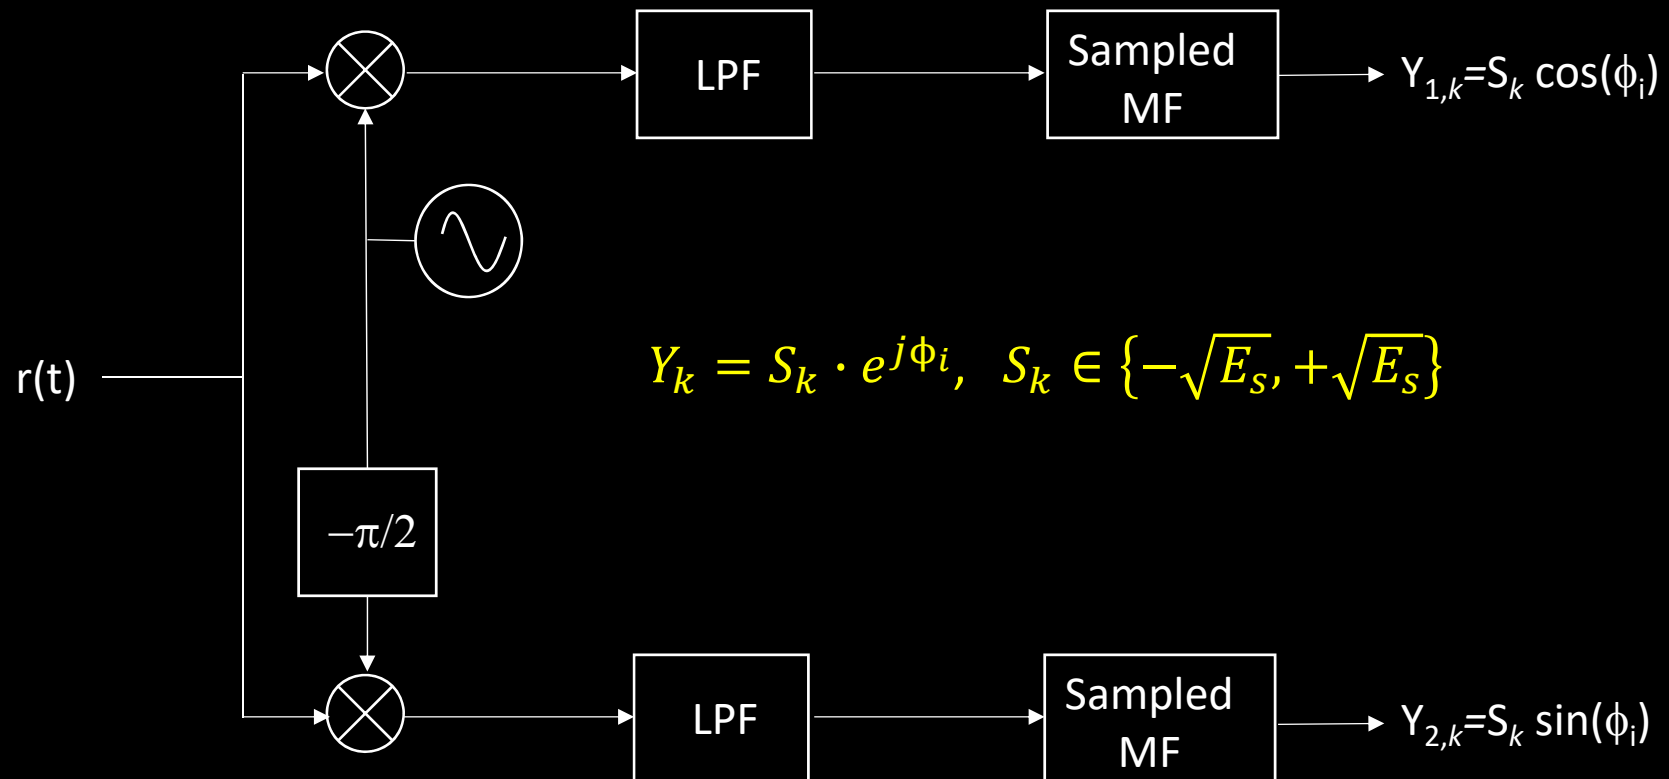 Sampled
LPF
MF
Y₁,ₖ=Sₖ cos(ϕᵢ)
Yₖ = Sₖ · e^{jϕᵢ}, Sₖ ∈ {−√Eₛ, +√Eₛ}
r(t)
−π/2
Sampled
LPF
MF
Y₂,ₖ=Sₖ sin(ϕᵢ)